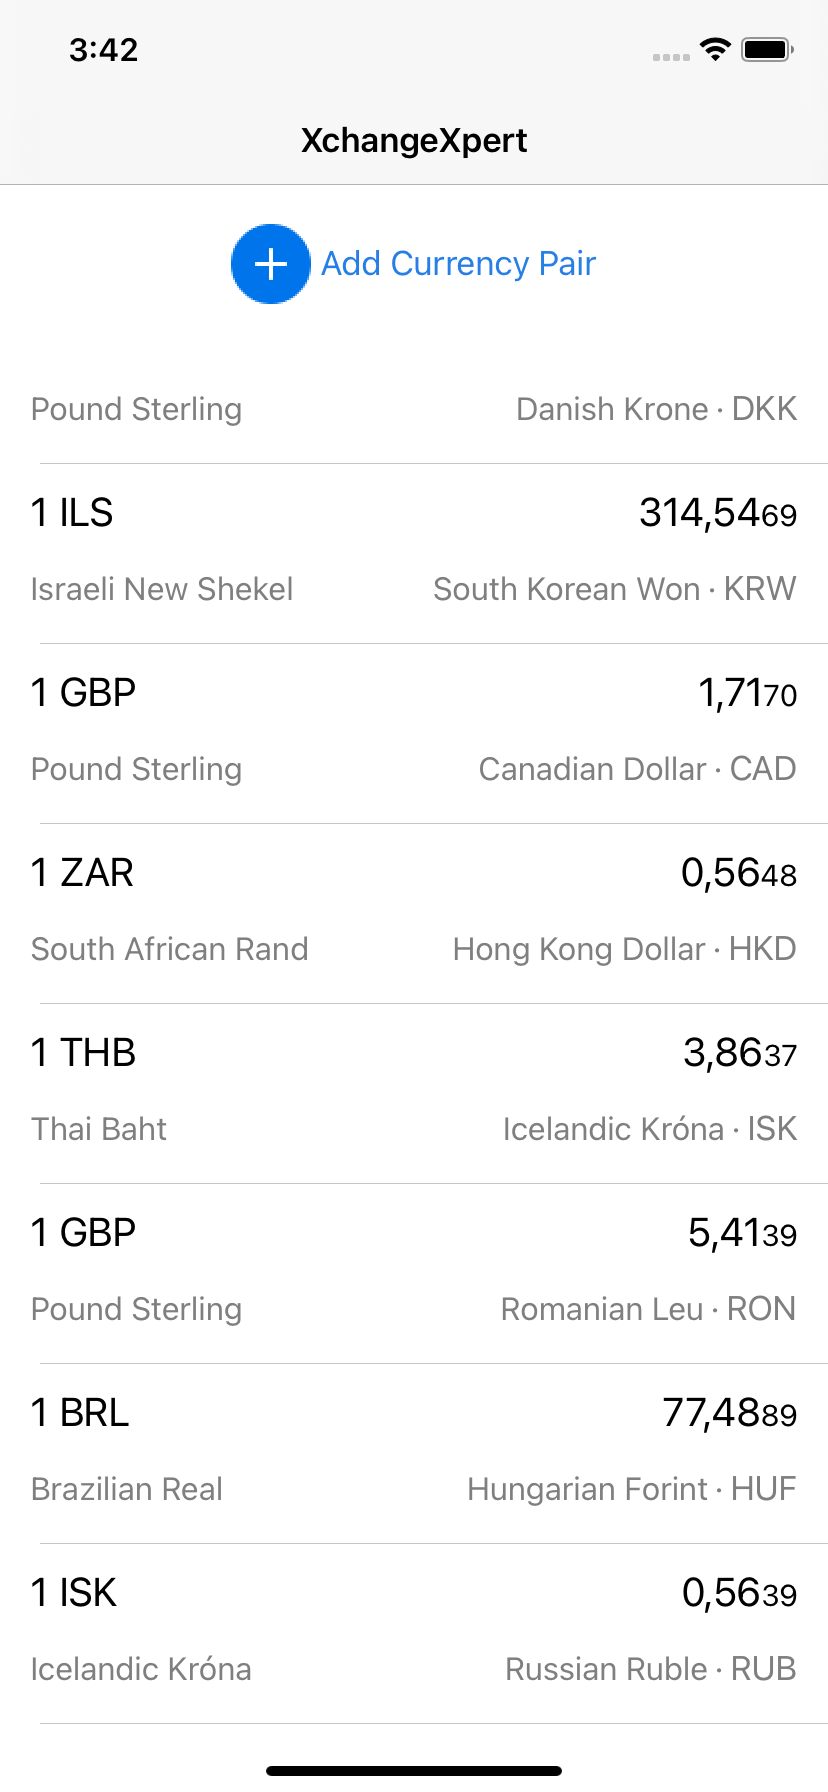 3:42
XchangeXpert
Add Currency Pair
Pound Sterling Danish Krone · DKK
1 ILS 314,5469
Israeli New Shekel South Korean Won · KRW
1 GBP 1,7170
Pound Sterling Canadian Dollar · CAD
1 ZAR 0,5648
South African Rand Hong Kong Dollar · HKD
1 THB 3,8637
Thai Baht Icelandic Króna · ISK
1 GBP 5,4139
Pound Sterling Romanian Leu · RON
1 BRL 77,4889
Brazilian Real Hungarian Forint · HUF
1 ISK 0,5639
Icelandic Króna Russian Ruble · RUB